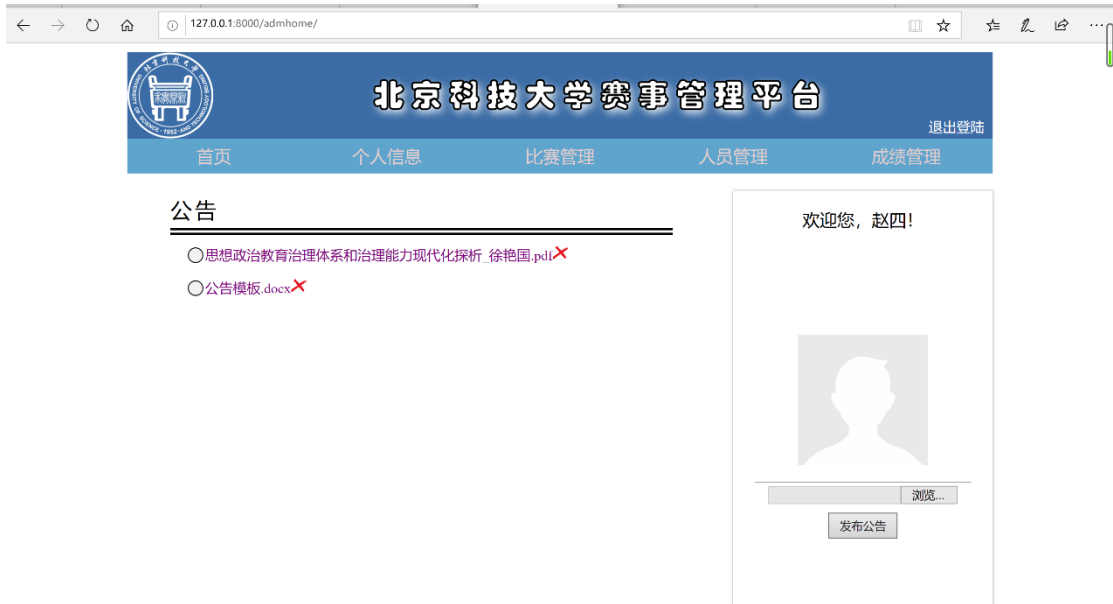 127.0.0.1:8000/admhome/
北京科技大学赛事管理平台
退出登陆
首页 个人信息 比赛管理 人员管理 成绩管理
公告
欢迎您，赵四！
思想政治教育治理体系和治理能力现代化探析_徐艳国.pdf
公告模板.docx
浏览...
发布公告